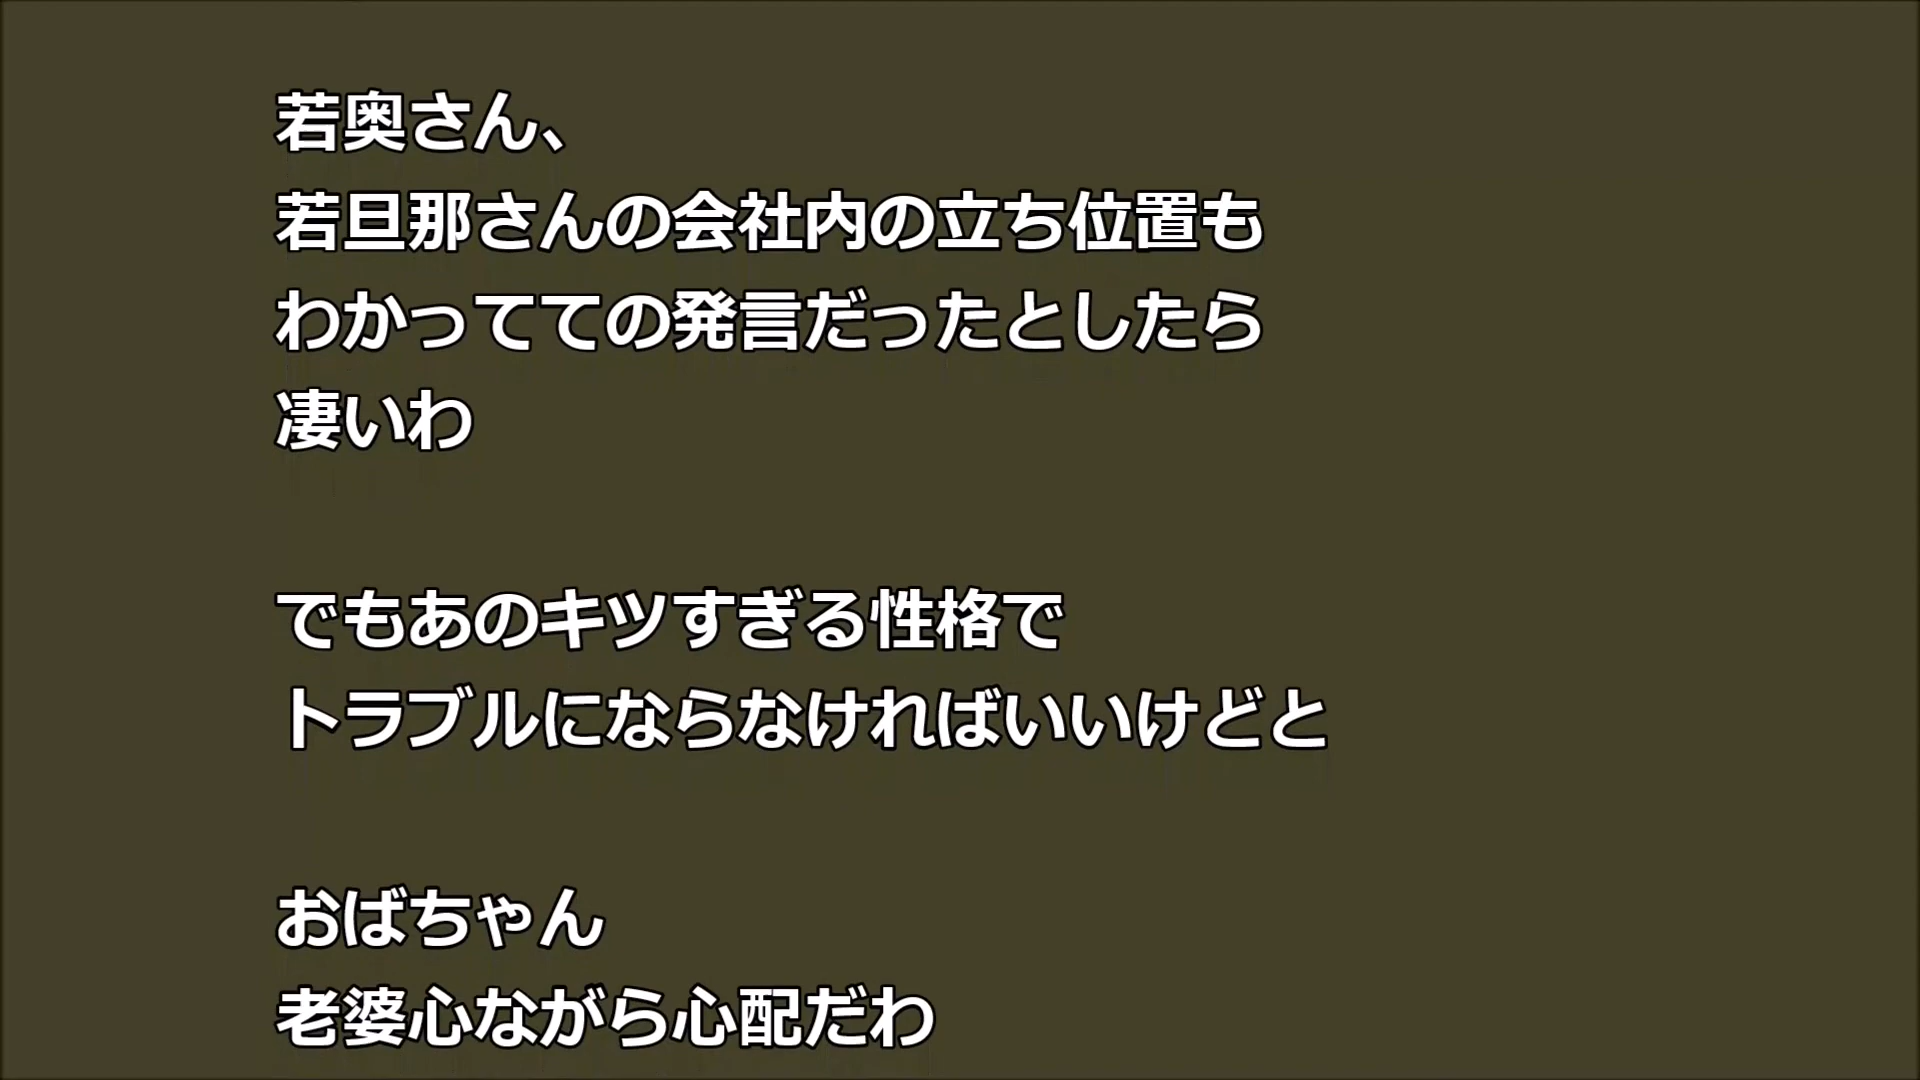 若奥さん、
若旦那さんの会社内の立ち位置も
わかってての発言だったとしたら
凄いわ
でもあのキツすぎる性格で
トラブルにならなければいいけどと
おばちゃん
老婆心ながら心配だわ